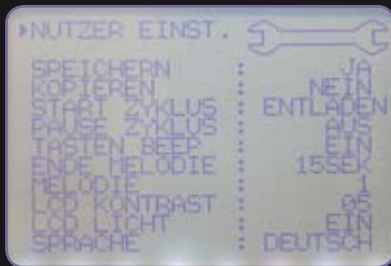 ▶NUTZER EINST.
SPEICHERN : JA
KOPIEREN : NEIN
START ZYKLUS : ENTLADEN
PAUSE ZYKLUS : AUS
TASTEN BEEP : EIN
ENDE MELODIE : 15SEK
MELODIE : 1
LCD KONTRAST : 06
LCD LICHT : EIN
SPRACHE : DEUTSCH